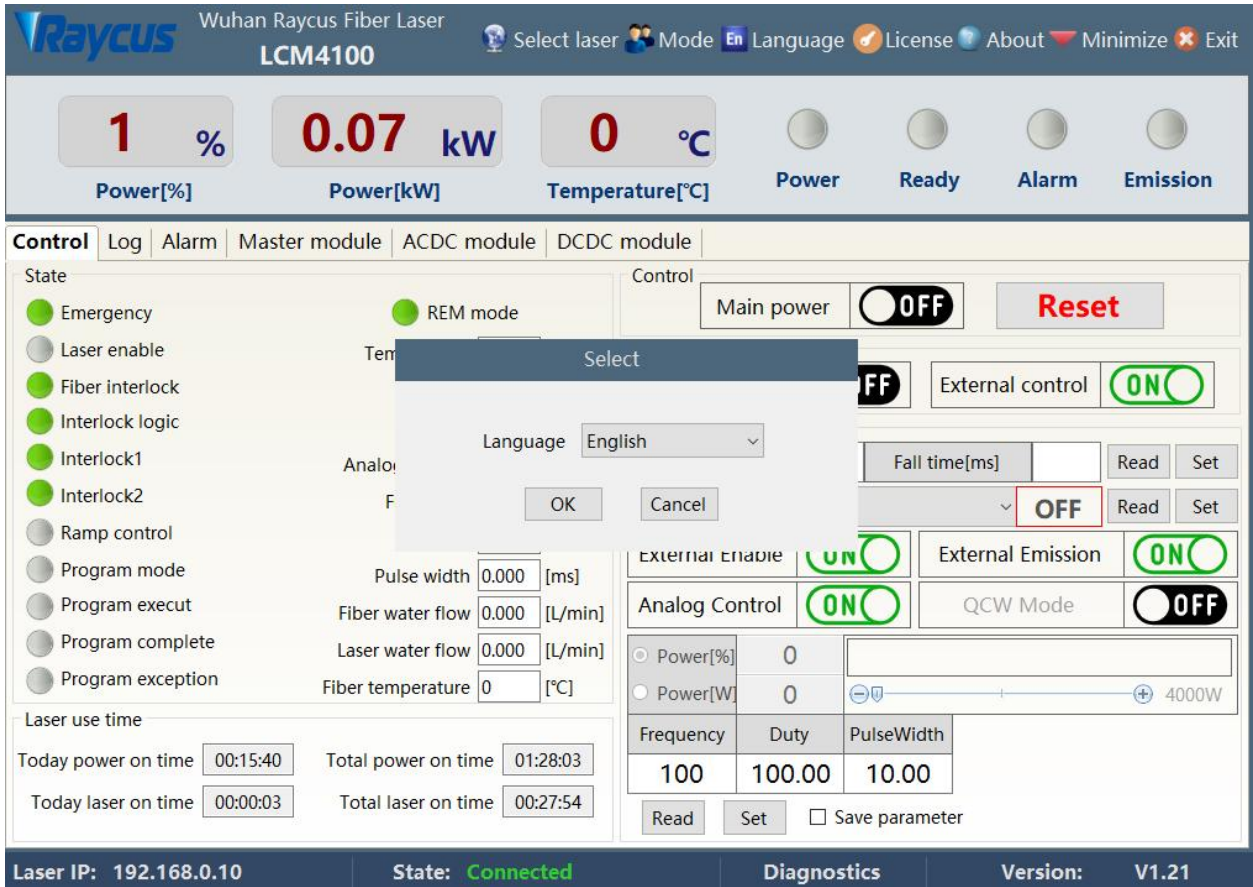 Raycus
Wuhan Raycus Fiber Laser
LCM4100
Select laser Mode En Language License About Minimize Exit
1 % 0.07 kW 0 ℃
Power[%] Power[kW] Temperature[℃] Power Ready Alarm Emission
Control Log Alarm Master module ACDC module DCDC module
State
Emergency REM mode
Laser enable
Fiber interlock
Interlock logic
Interlock1
Interlock2
Ramp control
Program mode
Pulse width 0.000 [ms]
Program execut
Fiber water flow 0.000 [L/min]
Program complete
Laser water flow 0.000 [L/min]
Program exception
Fiber temperature 0 [℃]
Laser use time
Today power on time 00:15:40 Total power on time 01:28:03
Today laser on time 00:00:03 Total laser on time 00:27:54
Select
Language English
OK Cancel
Control
Main power OFF Reset
External control ON
Fall time[ms] Read Set
OFF Read Set
External Enable ON External Emission ON
Analog Control ON QCW Mode OFF
Power[%] 0
Power[W] 0 4000W
Frequency Duty PulseWidth
100 100.00 10.00
Read Set Save parameter
Laser IP: 192.168.0.10 State: Connected Diagnostics Version: V1.21